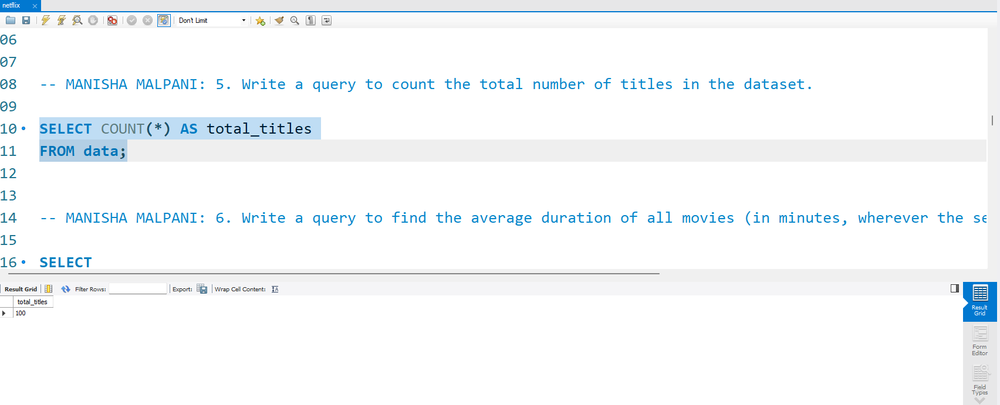 netflix
Don't Limit
06
07
08 -- MANISHA MALPANI: 5. Write a query to count the total number of titles in the dataset.
09
10 SELECT COUNT(*) AS total_titles
11 FROM data;
12
13
14 -- MANISHA MALPANI: 6. Write a query to find the average duration of all movies (in minutes, wherever the se
15
16 SELECT
Result Grid Filter Rows: Export: Wrap Cell Content:
total_titles
100
Result
Grid
Form
Editor
Field
Types